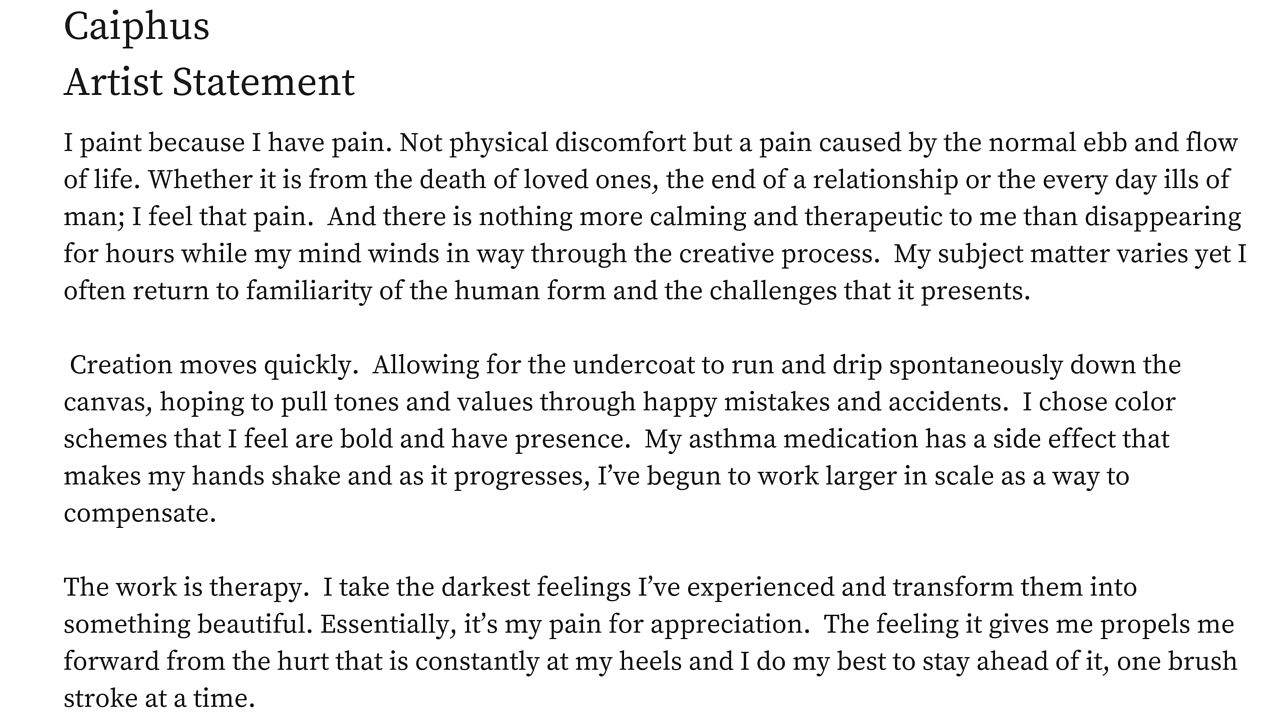 Caiphus
Artist Statement
I paint because I have pain. Not physical discomfort but a pain caused by the normal ebb and flow
of life. Whether it is from the death of loved ones, the end of a relationship or the every day ills of
man; I feel that pain.  And there is nothing more calming and therapeutic to me than disappearing
for hours while my mind winds in way through the creative process.  My subject matter varies yet I
often return to familiarity of the human form and the challenges that it presents.
Creation moves quickly.  Allowing for the undercoat to run and drip spontaneously down the
canvas, hoping to pull tones and values through happy mistakes and accidents.  I chose color
schemes that I feel are bold and have presence.  My asthma medication has a side effect that
makes my hands shake and as it progresses, I’ve begun to work larger in scale as a way to
compensate.
The work is therapy.  I take the darkest feelings I’ve experienced and transform them into
something beautiful. Essentially, it’s my pain for appreciation.  The feeling it gives me propels me
forward from the hurt that is constantly at my heels and I do my best to stay ahead of it, one brush
stroke at a time.